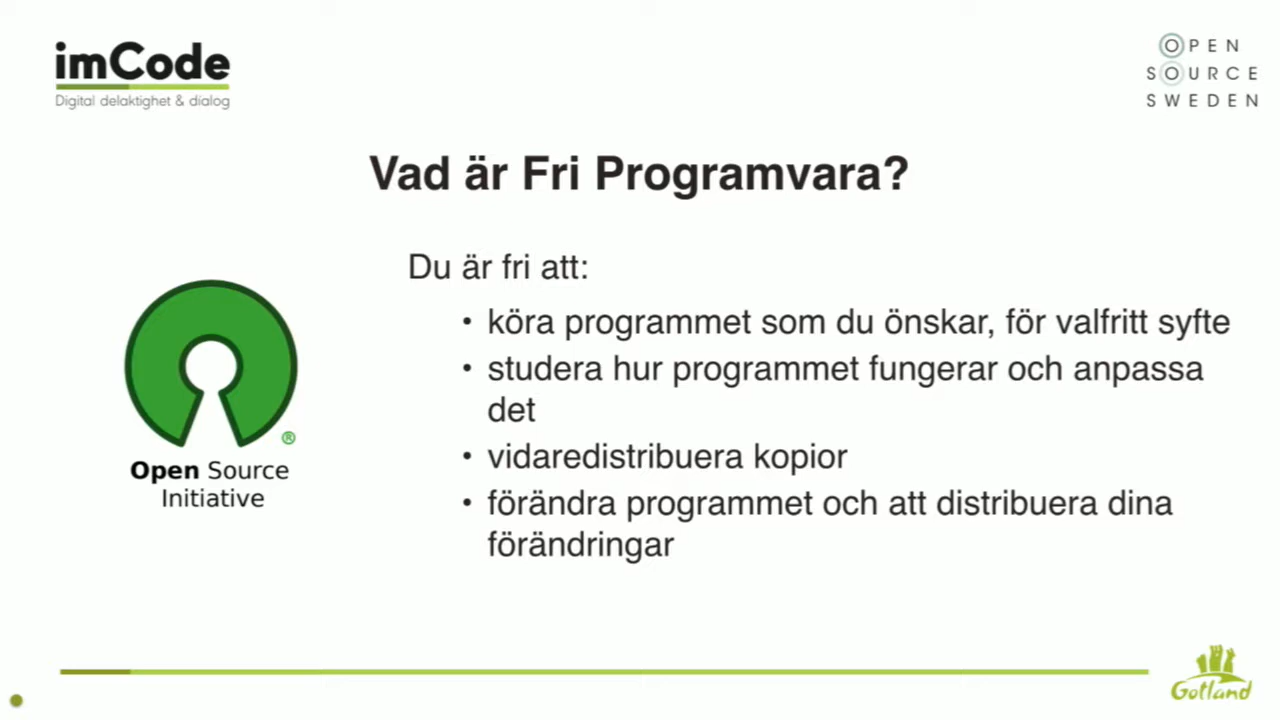 imCode
Digital delaktighet & dialog
OPEN
SOURCE
SWEDEN
Vad är Fri Programvara?
Du är fri att:
• köra programmet som du önskar, för valfritt syfte
• studera hur programmet fungerar och anpassa
det
• vidaredistribuera kopior
• förändra programmet och att distribuera dina
förändringar
®
Open Source
Initiative
Gotland